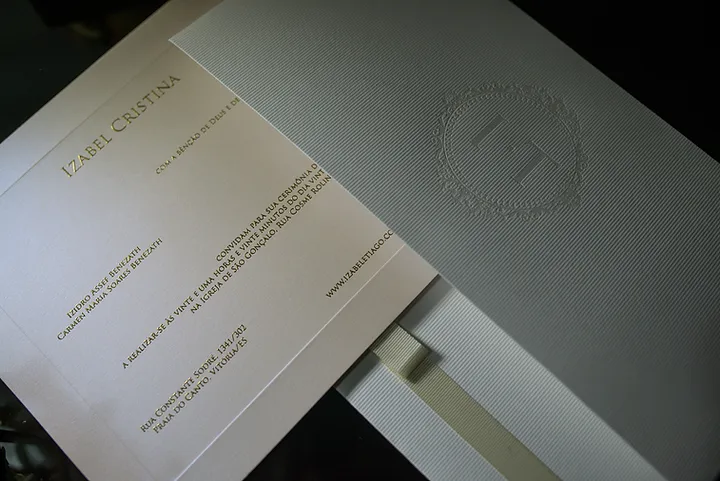 IZABEL CRISTINA
COM A BÊNÇÃO DE DEUS E DE
IZIDRO ASSEF BENEZATH
CARMEN MARIA SOARES BENEZATH
CONVIDAM PARA SUA CERIMÔNIA D
A REALIZAR-SE ÀS VINTE E UMA HORAS E VINTE MINUTOS DO DIA VINT
NA IGREJA DE SÃO GONÇALO, RUA COSME ROLIN
WWW.IZABELETIAGO.CO
RUA CONSTANTE SODRÉ, 1341/302
PRAIA DO CANTO, VITÓRIA/ES
IT